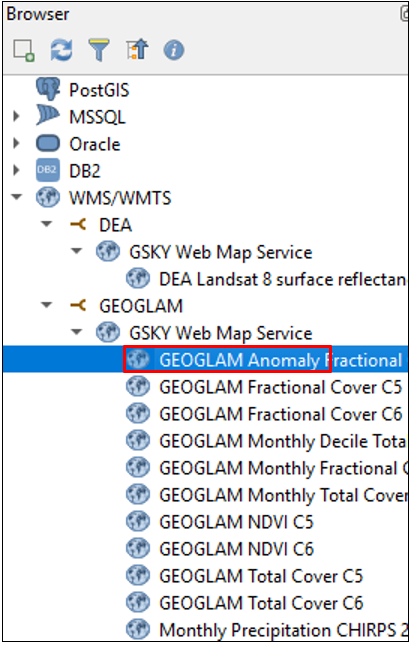 Browser
PostGIS
MSSQL
Oracle
DB2
DB2
WMS/WMTS
DEA
GSKY Web Map Service
DEA Landsat 8 surface reflectan
GEOGLAM
GSKY Web Map Service
GEOGLAM Anomaly Fractional
GEOGLAM Fractional Cover C5
GEOGLAM Fractional Cover C6
GEOGLAM Monthly Decile Tota
GEOGLAM Monthly Fractional C
GEOGLAM Monthly Total Cover
GEOGLAM NDVI C5
GEOGLAM NDVI C6
GEOGLAM Total Cover C5
GEOGLAM Total Cover C6
Monthly Precipitation CHIRPS 2